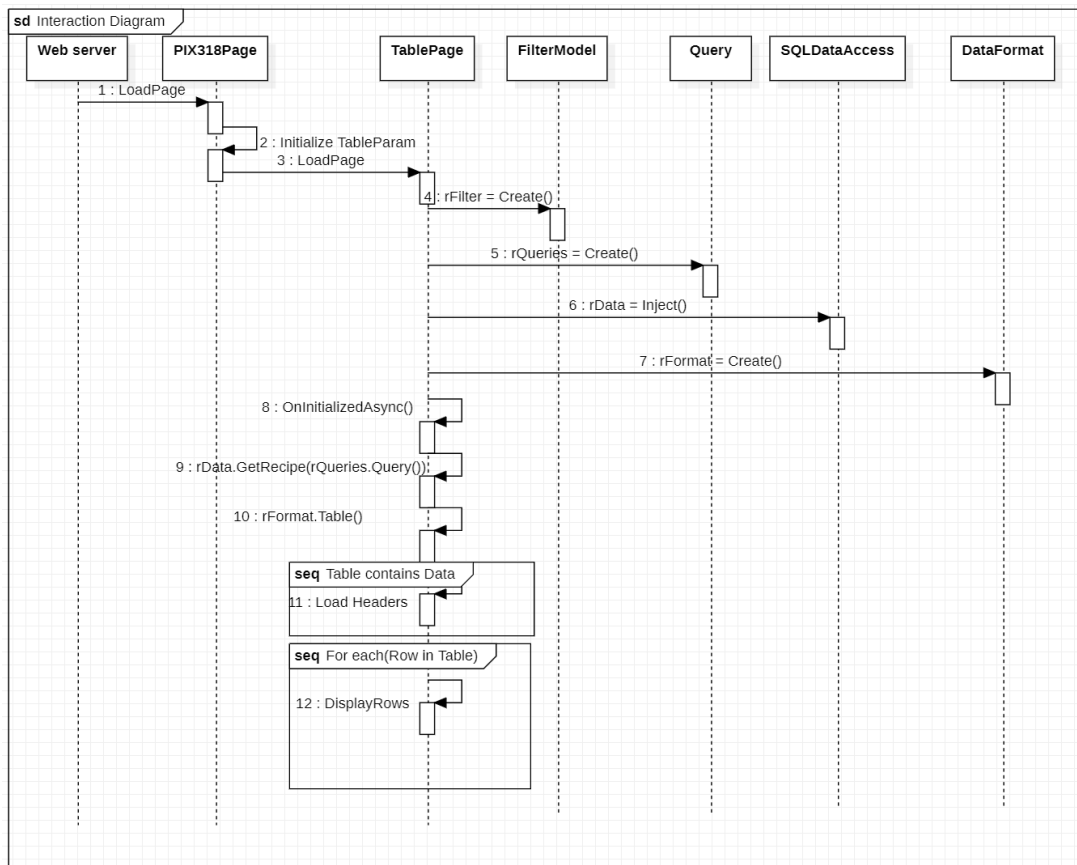 sd Interaction Diagram
Web server
PIX318Page
TablePage
FilterModel
Query
SQLDataAccess
DataFormat
1 : LoadPage
2 : Initialize TableParam
3 : LoadPage
4 : rFilter = Create()
5 : rQueries = Create()
6 : rData = Inject()
7 : rFormat = Create()
8 : OnInitializedAsync()
9 : rData.GetRecipe(rQueries.Query())
10 : rFormat.Table()
seq Table contains Data
11 : Load Headers
seq For each(Row in Table)
12 : DisplayRows